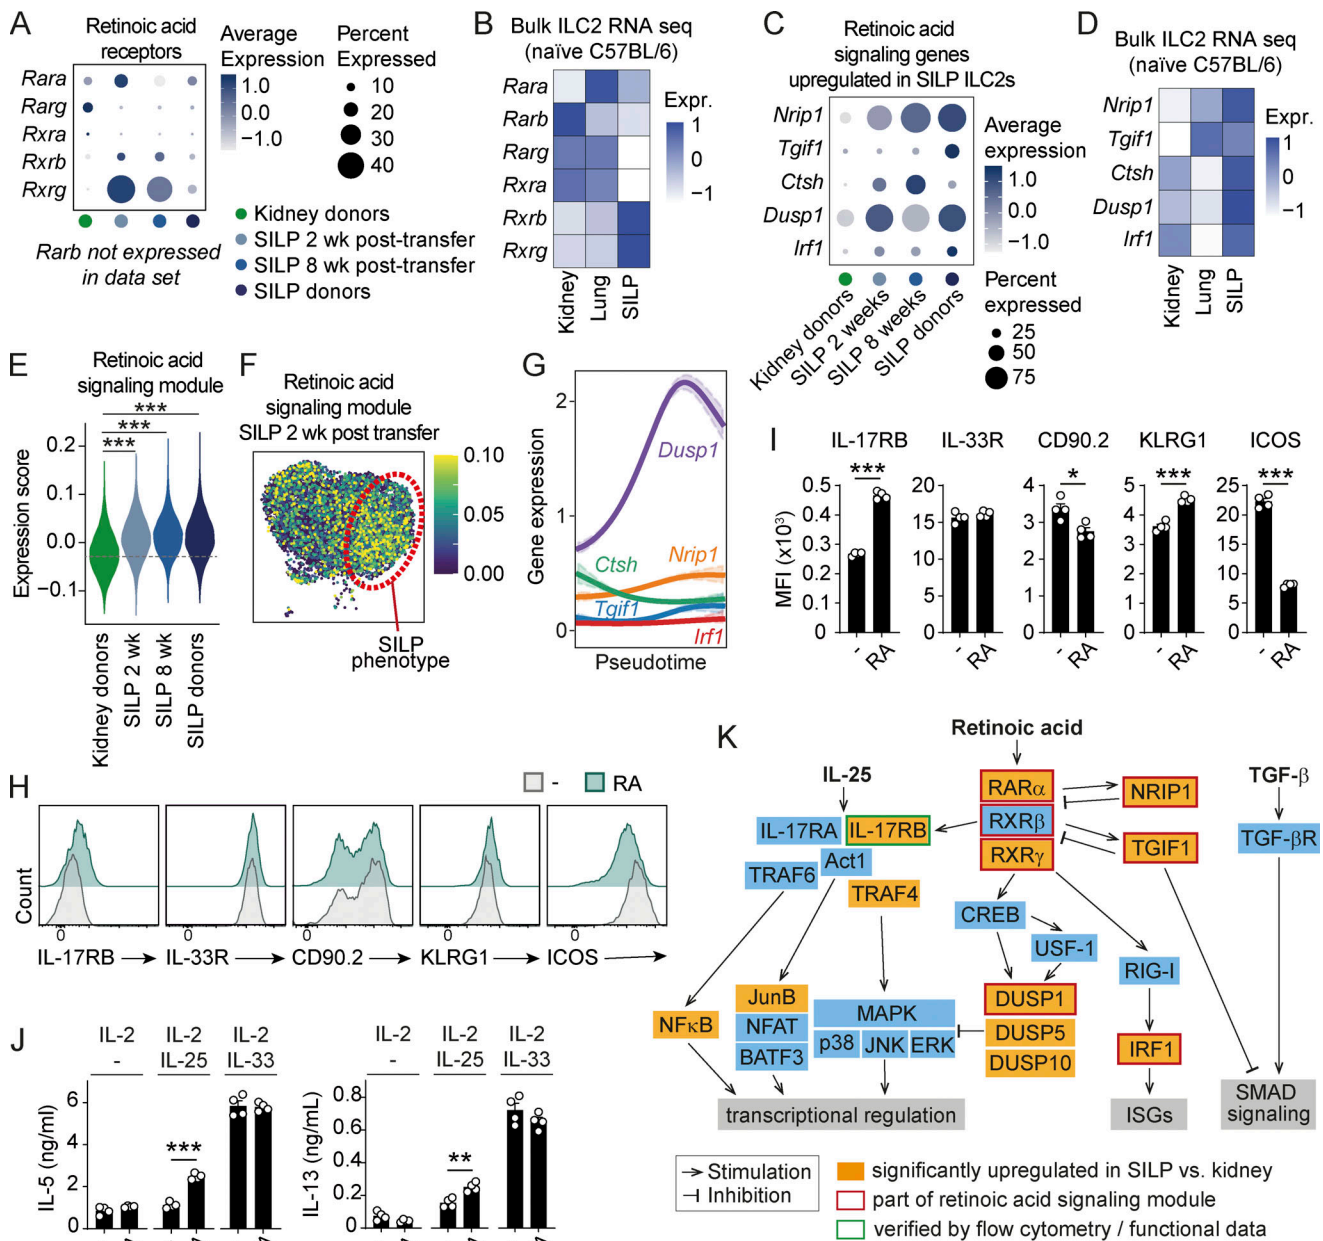 A
Retinoic acid
receptors
Rara
Rarg
Rxra
Rxrb
Rxrg
Rarb not expressed
in data set
Average
Expression
1.0
0.0
−1.0
Percent
Expressed
10
20
30
40
Kidney donors
SILP 2 wk post-transfer
SILP 8 wk post-transfer
SILP donors
B
Bulk ILC2 RNA seq
(naïve C57BL/6)
Rara
Rarb
Rarg
Rxra
Rxrb
Rxrg
Kidney
Lung
SILP
Expr.
1
0
−1
C
Retinoic acid
signaling genes
upregulated in SILP ILC2s
Nrip1
Tgif1
Ctsh
Dusp1
Irf1
Kidney donors
SILP 2 weeks
SILP 8 weeks
SILP donors
Average
expression
1.0
0.0
−1.0
Percent
expressed
25
50
75
D
Bulk ILC2 RNA seq
(naïve C57BL/6)
Nrip1
Tgif1
Ctsh
Dusp1
Irf1
Kidney
Lung
SILP
Expr.
1
0
−1
E
Retinoic acid
signaling module
***
***
***
Expression score
0.2
0.1
0.0
−0.1
Kidney donors
SILP 2 wk
SILP 8 wk
SILP donors
F
Retinoic acid
signaling module
SILP 2 wk post transfer
0.10
0.05
0.00
SILP
phenotype
G
Gene expression
2
1
0
Dusp1
Ctsh
Nrip1
Tgif1
Irf1
Pseudotime
I
IL-17RB
IL-33R
CD90.2
KLRG1
ICOS
MFI (x10³)
***
0.5
0.4
0.3
0.2
0.1
0
- RA
20
15
10
5
0
- RA
*
4
3
2
1
0
- RA
***
5
4
3
2
1
0
- RA
***
25
20
15
10
5
0
- RA
H
- RA
Count
0 0 0 0 0
IL-17RB
IL-33R
CD90.2
KLRG1
ICOS
J
IL-2 IL-2 IL-2
- IL-25 IL-33
IL-5 (ng/ml)
6
4
2
0
***
IL-2 IL-2 IL-2
- IL-25 IL-33
IL-13 (ng/mL)
0.8
0.6
0.4
0.2
0
**
K
Retinoic acid
IL-25
TGF-β
RARα
NRIP1
IL-17RA
IL-17RB
RXRβ
TGF-βR
RXRγ
TGIF1
Act1
TRAF6
TRAF4
CREB
USF-1
RIG-I
JunB
DUSP1
NFκB
NFAT
MAPK
DUSP5
IRF1
BATF3
p38
JNK
ERK
DUSP10
transcriptional regulation
ISGs
SMAD
signaling
Stimulation
Inhibition
significantly upregulated in SILP vs. kidney
part of retinoic acid signaling module
verified by flow cytometry / functional data